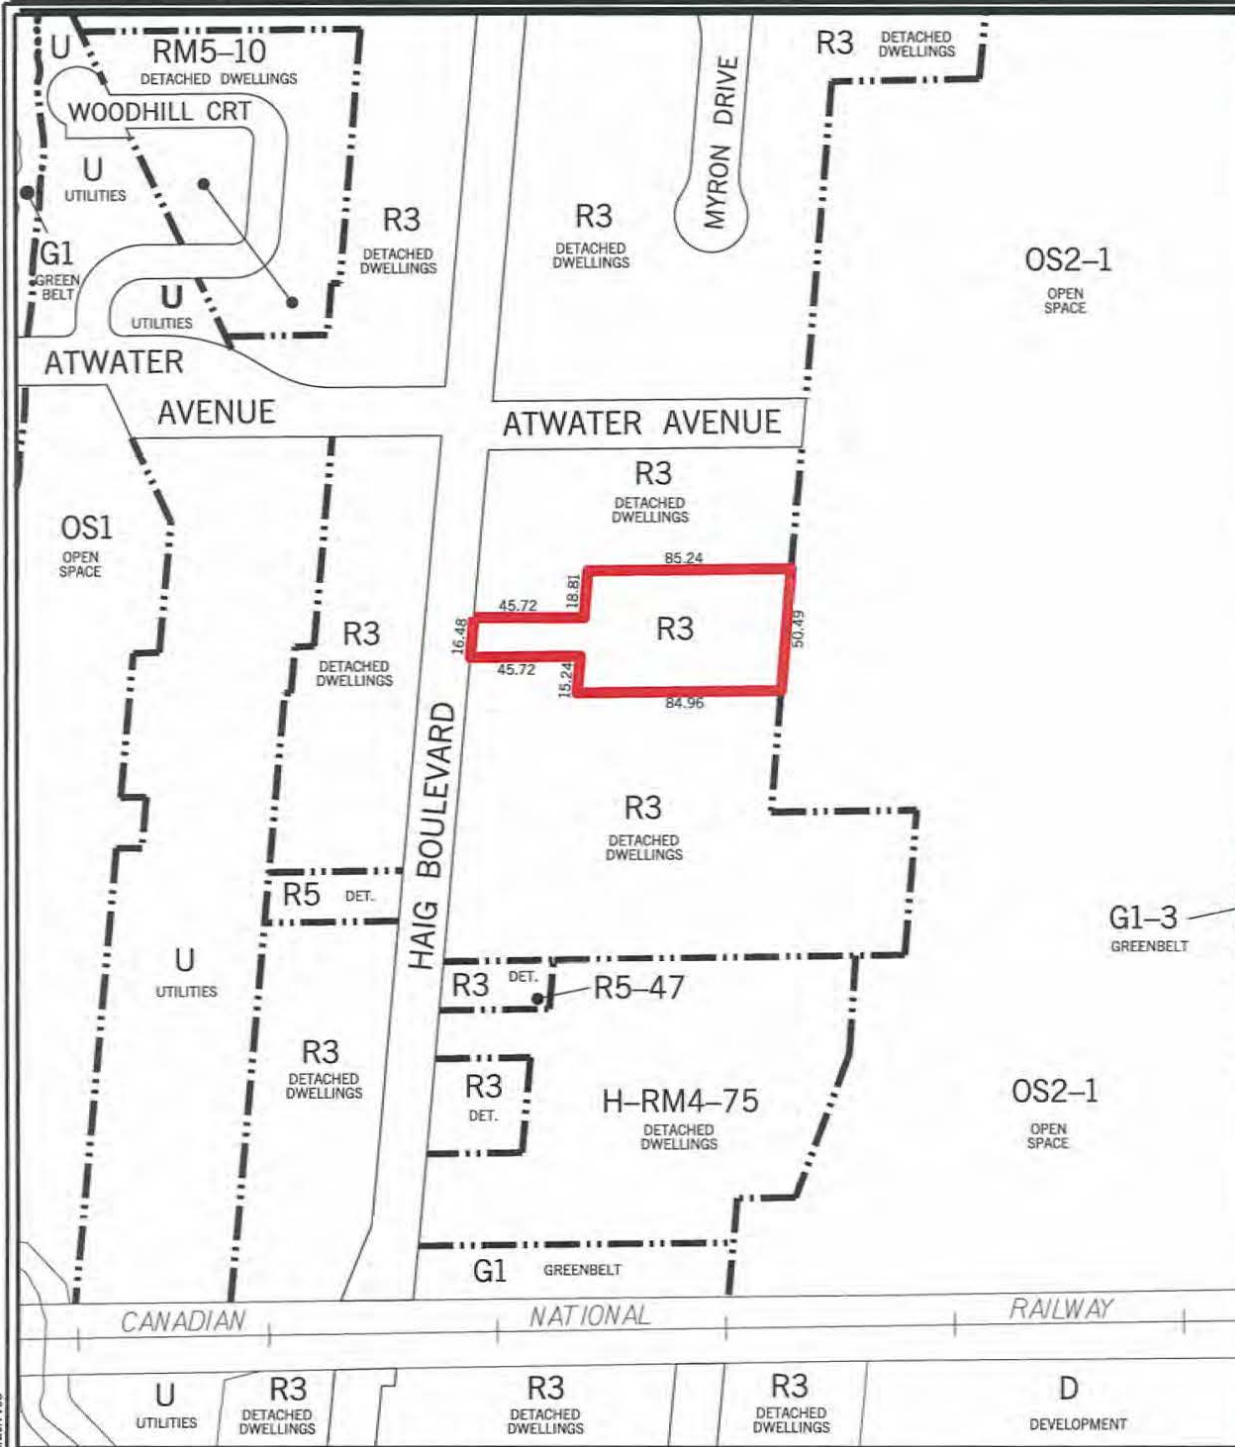 U
RM5–10
DETACHED DWELLINGS
R3
DETACHED
DWELLINGS
WOODHILL CRT
MYRON DRIVE
U
UTILITIES
G1
GREEN
BELT
U
UTILITIES
R3
DETACHED
DWELLINGS
R3
DETACHED
DWELLINGS
OS2–1
OPEN
SPACE
ATWATER
AVENUE
ATWATER AVENUE
R3
DETACHED
DWELLINGS
OS1
OPEN
SPACE
85.24
18.81
45.72
16.48
R3
50.49
45.72
15.24
84.96
R3
DETACHED
DWELLINGS
HAIG BOULEVARD
R3
DETACHED
DWELLINGS
R5 DET.
G1–3
GREENBELT
U
UTILITIES
R3 DET.
R5–47
R3
DETACHED
DWELLINGS
R3
DET.
H–RM4–75
DETACHED
DWELLINGS
OS2–1
OPEN
SPACE
G1 GREENBELT
CANADIAN NATIONAL RAILWAY
U
UTILITIES
R3
DETACHED
DWELLINGS
R3
DETACHED
DWELLINGS
R3
DETACHED
DWELLINGS
D
DEVELOPMENT